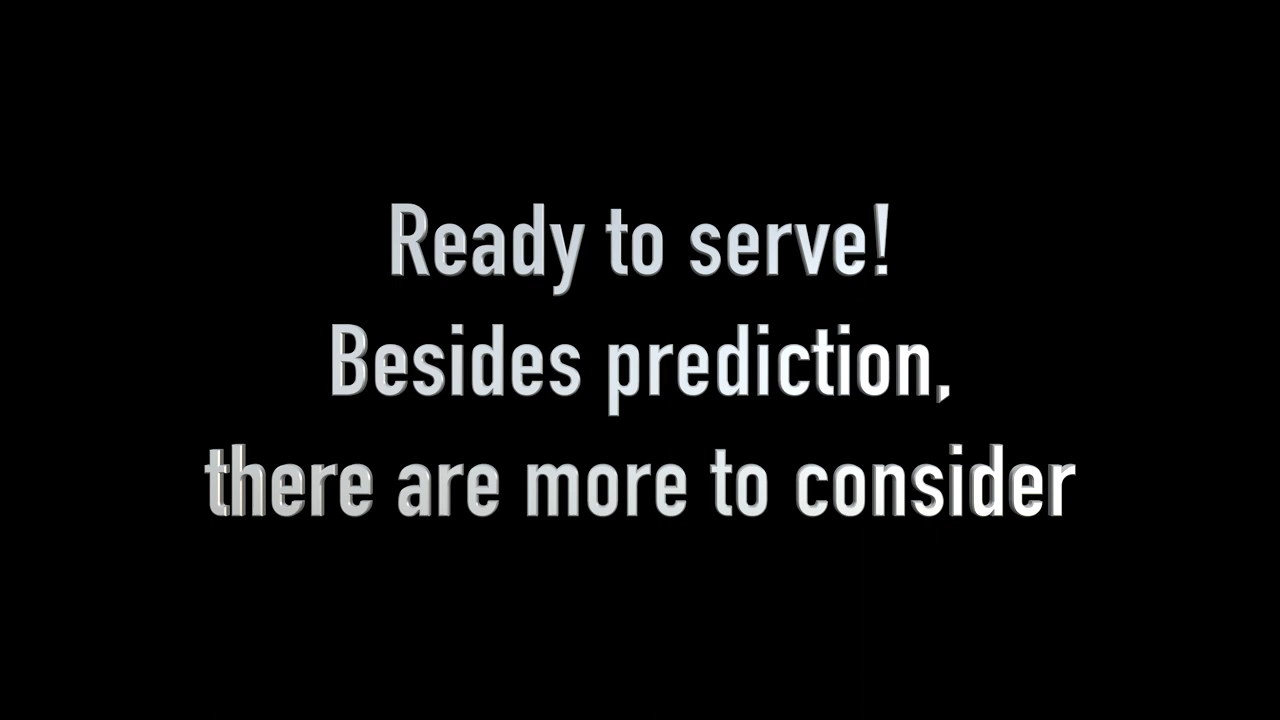 Ready to serve!
Besides prediction,
there are more to consider